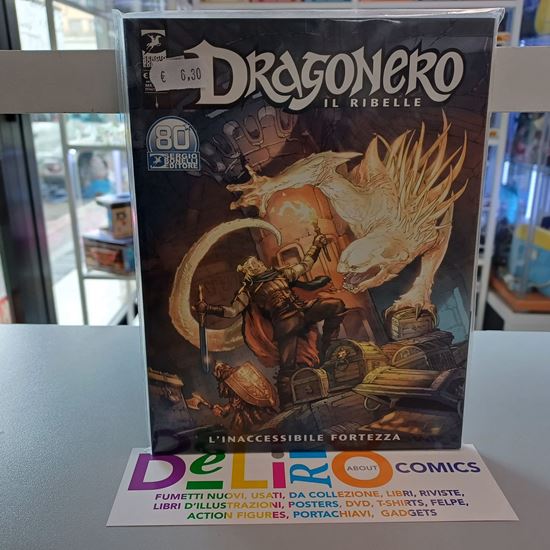 € 6,30
DRAGONERO
IL RIBELLE
80
SERGIO
BONELLI
EDITORE
L'INACCESSIBILE FORTEZZA
DeLiRiO ABOUT COMICS
FUMETTI NUOVI, USATI, DA COLLEZIONE, LIBRI, RIVISTE,
LIBRI D'ILLUSTRAZIONI, POSTERS, DVD, T-SHIRTS, FELPE,
ACTION FIGURES, PORTACHIAVI, GADGETS